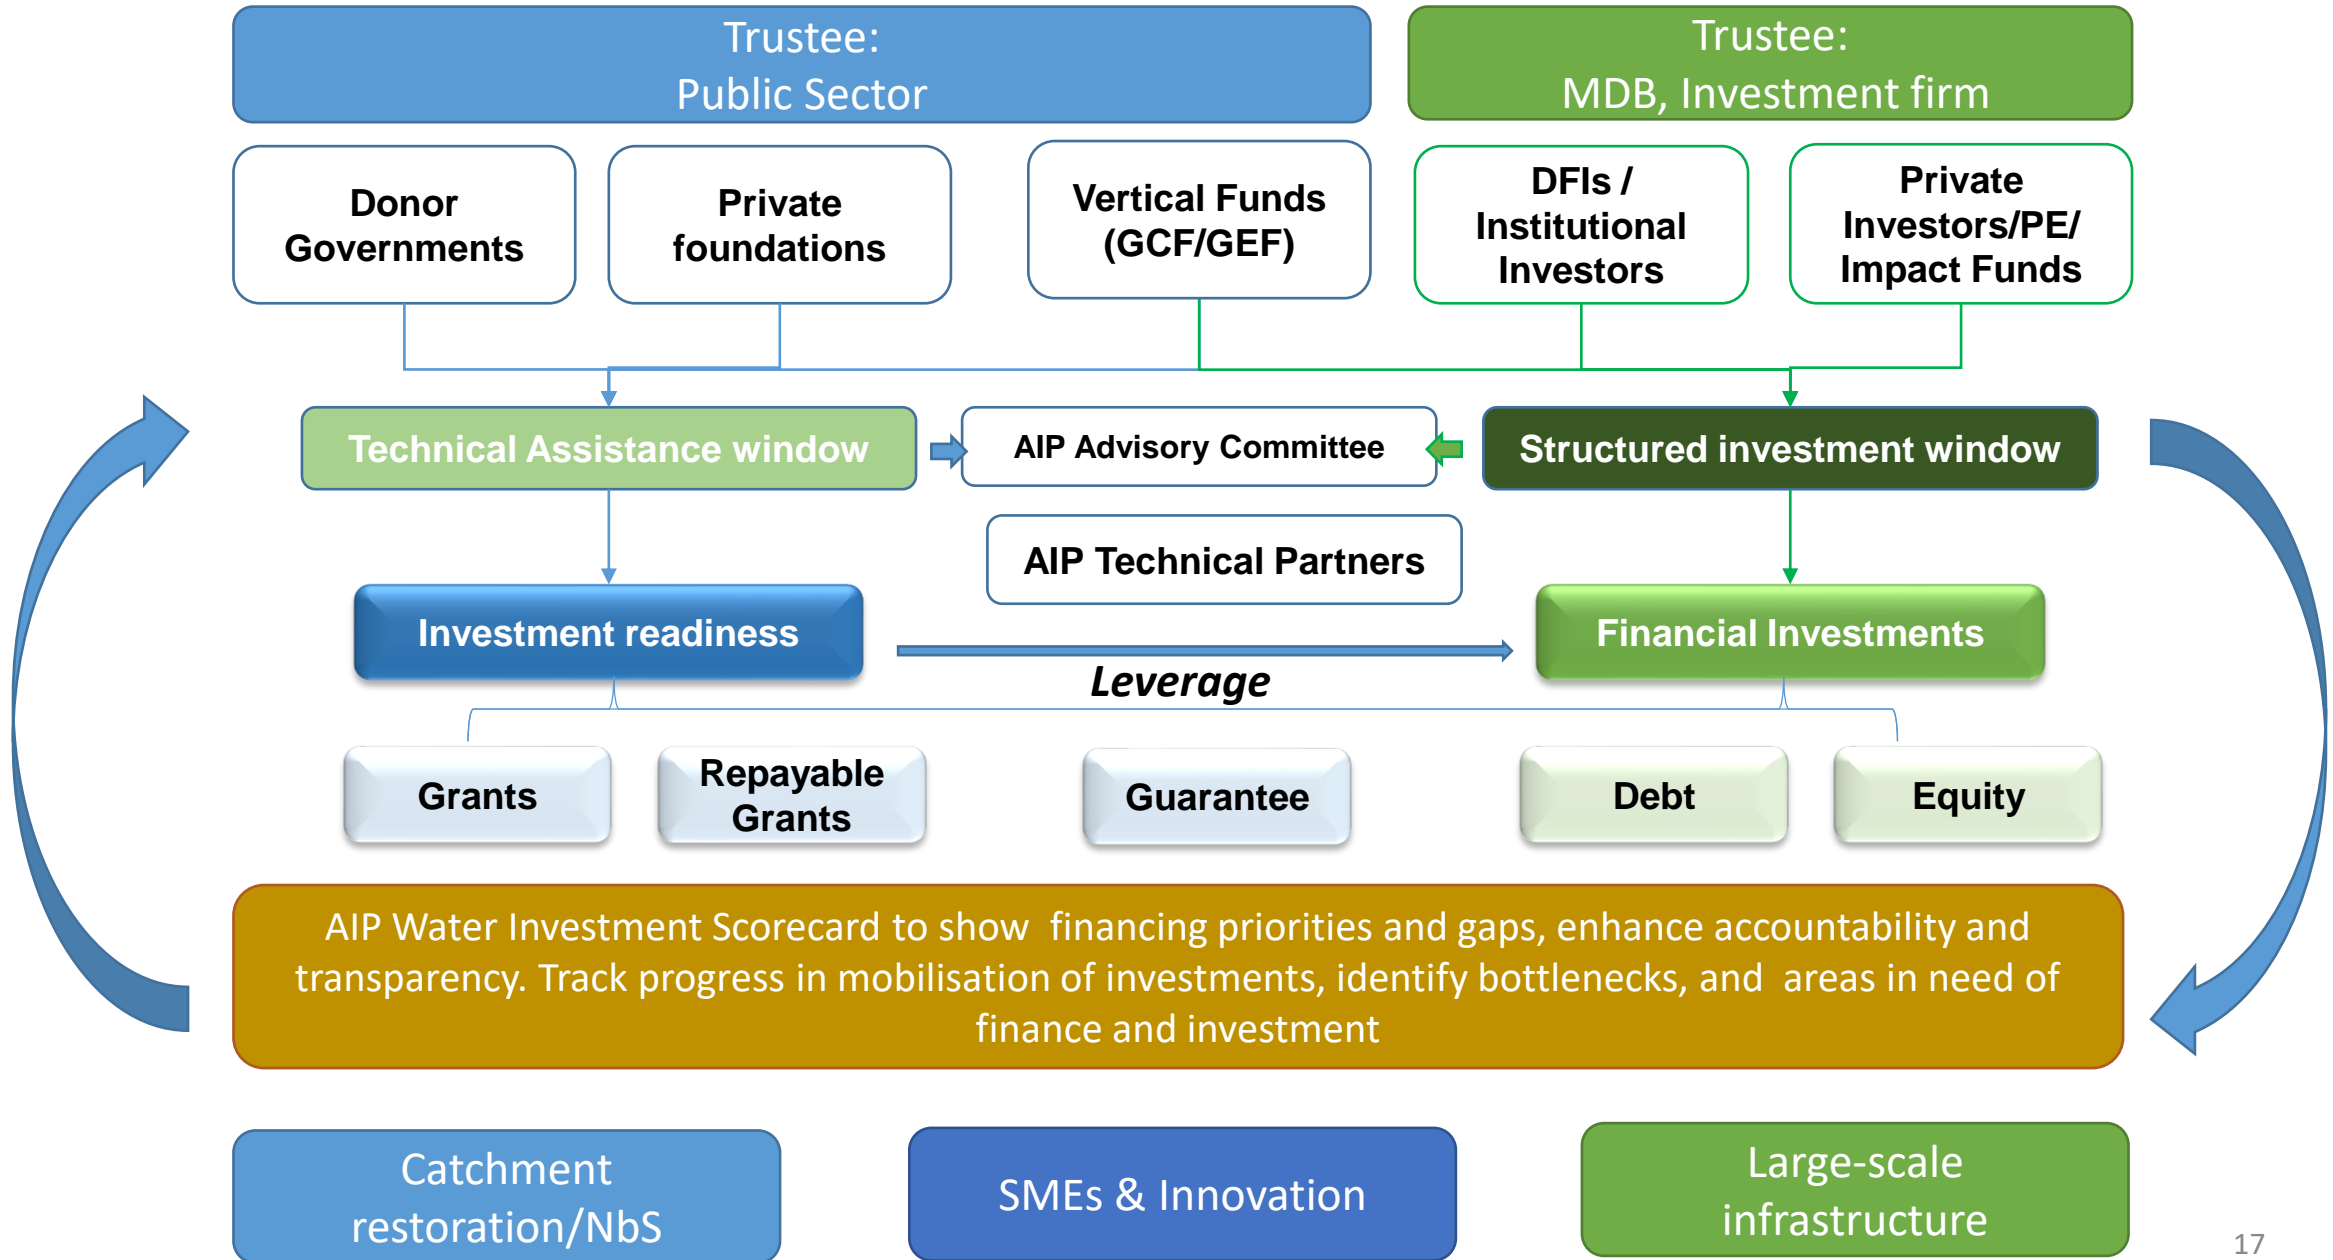 Trustee:
Public Sector
Trustee:
MDB, Investment firm
Donor
Governments
Private
foundations
Vertical Funds
(GCF/GEF)
DFIs /
Institutional
Investors
Private
Investors/PE/
Impact Funds
Technical Assistance window
AIP Advisory Committee
Structured investment window
AIP Technical Partners
Investment readiness
Financial Investments
Leverage
Grants
Repayable
Grants
Guarantee
Debt
Equity
AIP Water Investment Scorecard to show  financing priorities and gaps, enhance accountability and
transparency. Track progress in mobilisation of investments, identify bottlenecks, and  areas in need of
finance and investment
Catchment
restoration/NbS
SMEs & Innovation
Large-scale
infrastructure
17